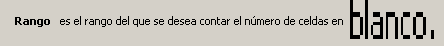 Rango es el rango del que se desea contar el número de celdas en blanco.